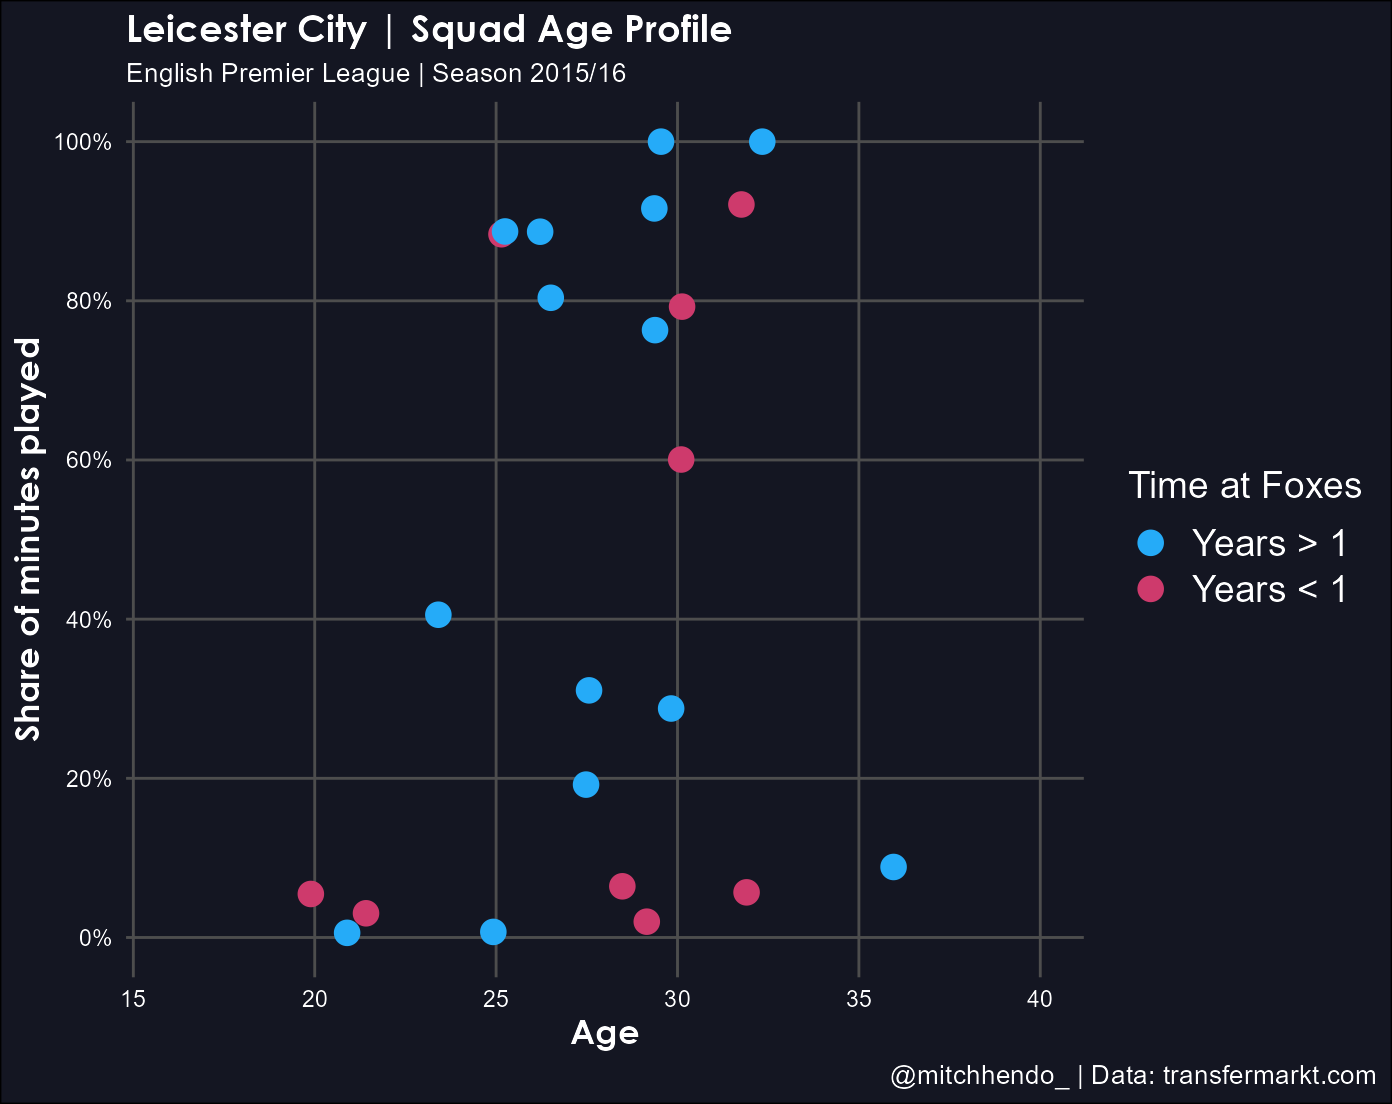 Leicester City | Squad Age Profile
English Premier League | Season 2015/16
100%
80%
60%
40%
20%
0%
Share of minutes played
15 20 25 30 35 40
Age
Time at Foxes
Years > 1
Years < 1
@mitchhendo_ | Data: transfermarkt.com